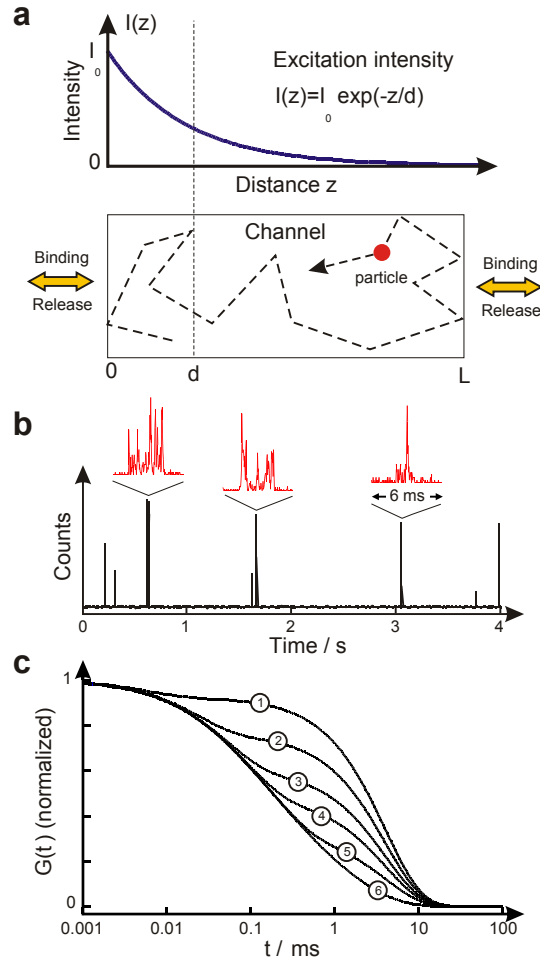 a
I(z)
I
0
Intensity
0
Excitation intensity
I(z)=I exp(-z/d)
0
Distance z
Channel
Binding
Release
particle
Binding
Release
0
d
L
b
6 ms
Counts
0
1
2
3
4
Time / s
c
1
1
2
3
4
5
6
G(t ) (normalized)
0
0.001
0.01
0.1
1
10
100
t / ms